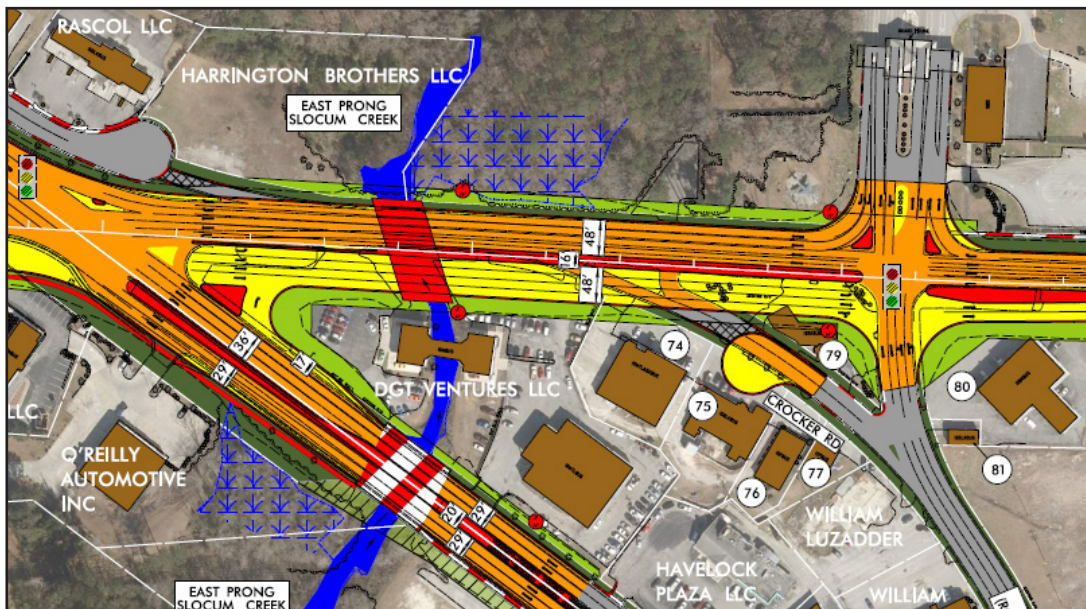 RASCOL LLC
HARRINGTON BROTHERS LLC
EAST PRONG
SLOCUM CREEK
48'
16'
48'
36'
29'
17'
74
79
80
DGT VENTURES LLC
75
CROCKER RD
LLC
O'REILLY
AUTOMOTIVE
INC
77
81
76
20'
29'
29'
WILLIAM
LUZADDER
HAVELOCK
PLAZA LLC
WILLIAM
EAST PRONG
SLOCUM CREEK